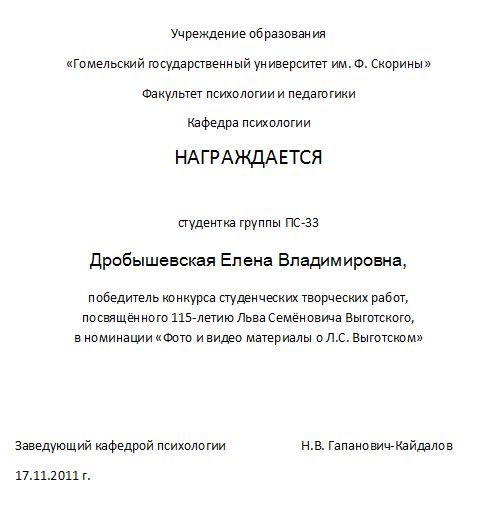 Учреждение образования
«Гомельский государственный университет им. Ф. Скорины»
Факультет психологии и педагогики
Кафедра психологии
НАГРАЖДАЕТСЯ
студентка группы ПС-33
Дробышевская Елена Владимировна,
победитель конкурса студенческих творческих работ,
посвящённого 115-летию Льва Семёновича Выготского,
в номинации «Фото и видео материалы о Л.С. Выготском»
Заведующий кафедрой психологии Н.В. Гапанович-Кайдалов
17.11.2011 г.